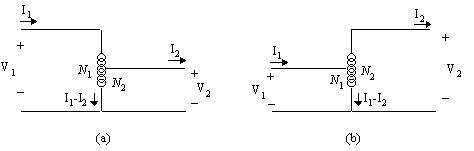 I₁
+
V₁
−
N₁
N₂
I₁-I₂
I₂
+
V₂
−
(a)
I₁
+
V₁
−
N₁
N₂
I₁-I₂
I₂
+
V₂
−
(b)